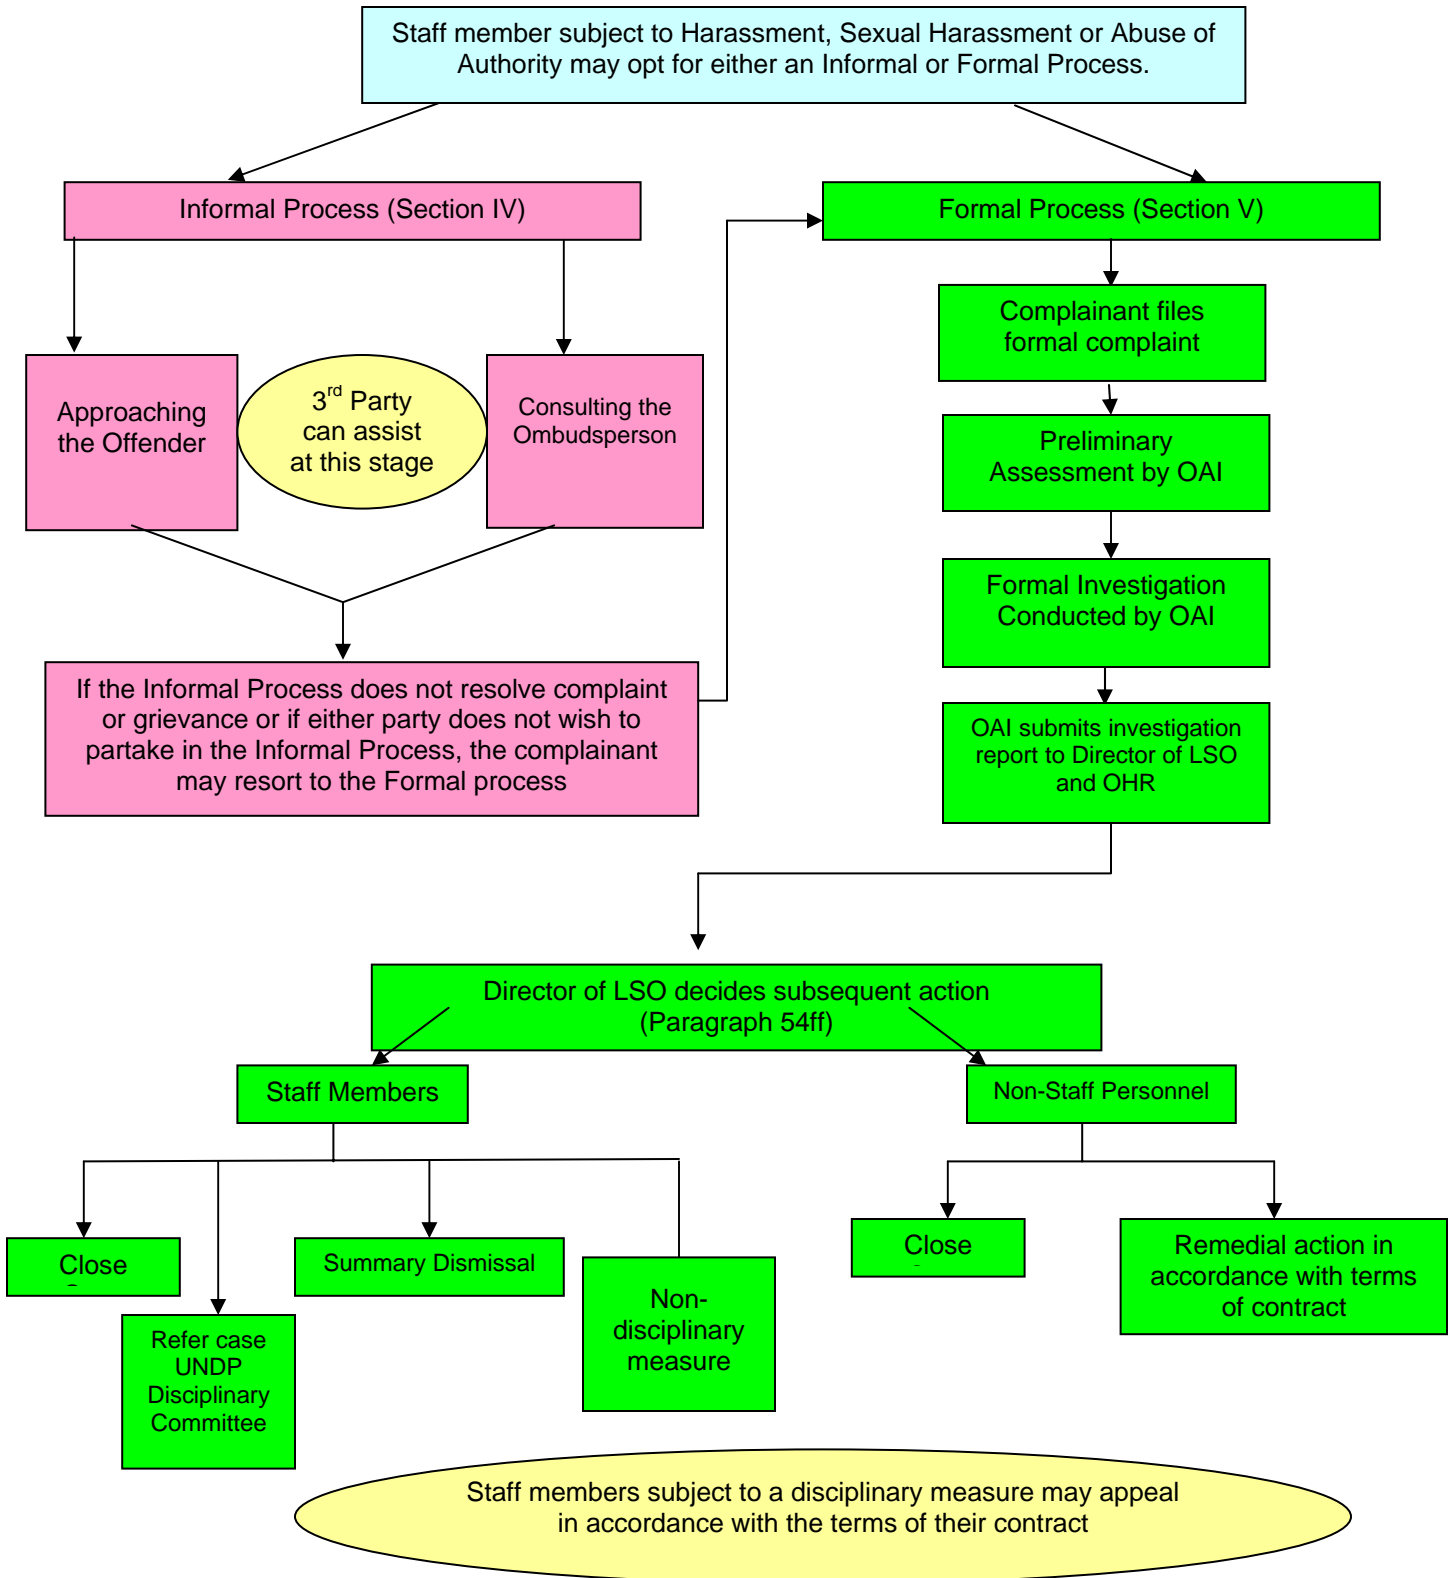 Staff member subject to Harassment, Sexual Harassment or Abuse of
Authority may opt for either an Informal or Formal Process.
Informal Process (Section IV)
Formal Process (Section V)
Complainant files
formal complaint
Approaching
the Offender
3rd Party
can assist
at this stage
Consulting the
Ombudsperson
Preliminary
Assessment by OAI
Formal Investigation
Conducted by OAI
If the Informal Process does not resolve complaint
or grievance or if either party does not wish to
partake in the Informal Process, the complainant
may resort to the Formal process
OAI submits investigation
report to Director of LSO
and OHR
Director of LSO decides subsequent action
(Paragraph 54ff)
Staff Members
Non-Staff Personnel
Close
Refer case
UNDP
Disciplinary
Committee
Summary Dismissal
Non-
disciplinary
measure
Close
Remedial action in
accordance with terms
of contract
Staff members subject to a disciplinary measure may appeal
in accordance with the terms of their contract